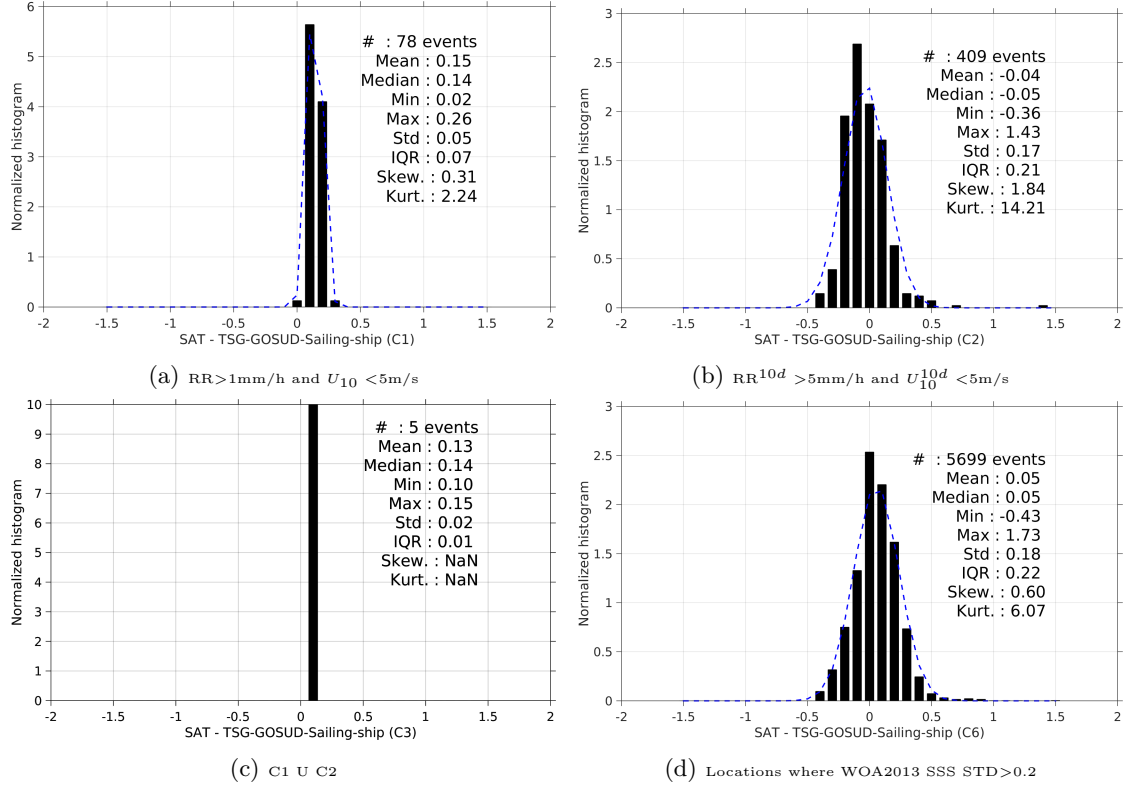 6
5
4
3
2
1
0
Normalized histogram
# : 78 events
Mean : 0.15
Median : 0.14
Min : 0.02
Max : 0.26
Std : 0.05
IQR : 0.07
Skew. : 0.31
Kurt. : 2.24
-2 -1.5 -1 -0.5 0 0.5 1 1.5 2
SAT - TSG-GOSUD-Sailing-ship (C1)
(a) RR>1mm/h and U10 <5m/s
3
2.5
2
1.5
1
0.5
0
Normalized histogram
# : 409 events
Mean : -0.04
Median : -0.05
Min : -0.36
Max : 1.43
Std : 0.17
IQR : 0.21
Skew. : 1.84
Kurt. : 14.21
-2 -1.5 -1 -0.5 0 0.5 1 1.5 2
SAT - TSG-GOSUD-Sailing-ship (C2)
(b) RR^10d >5mm/h and U_10^10d <5m/s
10
9
8
7
6
5
4
3
2
1
0
Normalized histogram
# : 5 events
Mean : 0.13
Median : 0.14
Min : 0.10
Max : 0.15
Std : 0.02
IQR : 0.01
Skew. : NaN
Kurt. : NaN
-2 -1.5 -1 -0.5 0 0.5 1 1.5 2
SAT - TSG-GOSUD-Sailing-ship (C3)
(c) C1 U C2
3
2.5
2
1.5
1
0.5
0
Normalized histogram
# : 5699 events
Mean : 0.05
Median : 0.05
Min : -0.43
Max : 1.73
Std : 0.18
IQR : 0.22
Skew. : 0.60
Kurt. : 6.07
-2 -1.5 -1 -0.5 0 0.5 1 1.5 2
SAT - TSG-GOSUD-Sailing-ship (C6)
(d) Locations where WOA2013 SSS STD>0.2